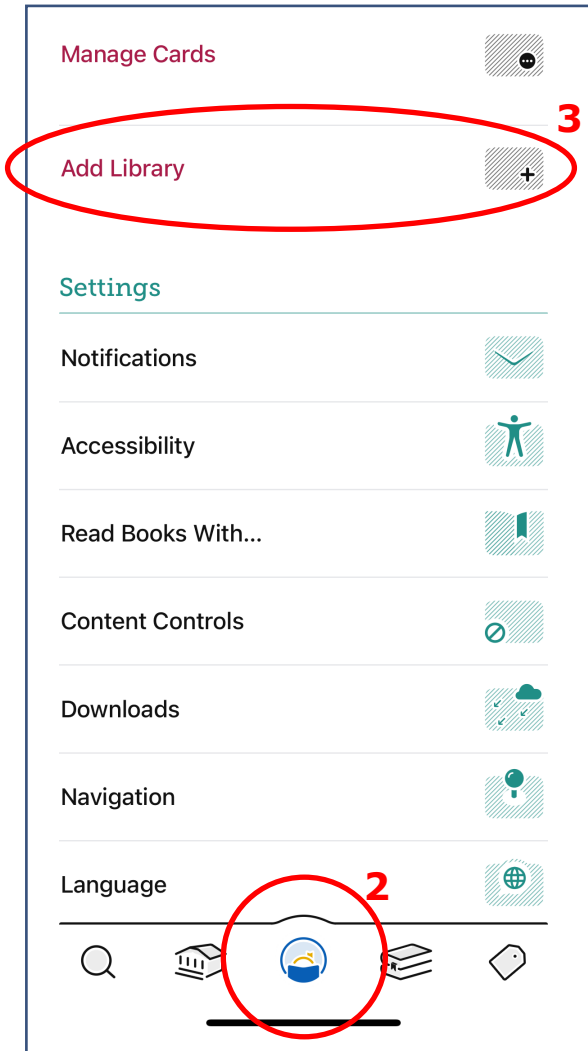 Manage Cards
3
Add Library
Settings
Notifications
Accessibility
Read Books With...
Content Controls
Downloads
Navigation
Language
2